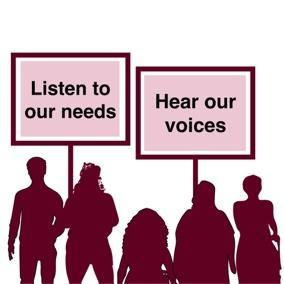 Listen to
our needs
Hear our
voices